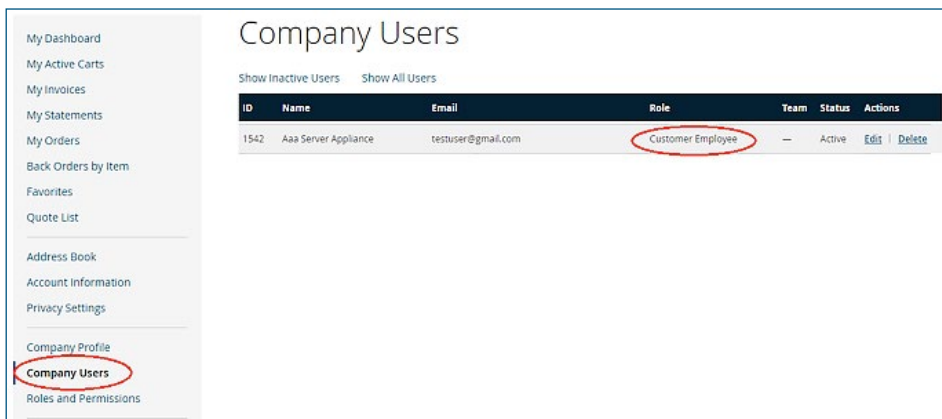 My Dashboard
My Active Carts
My Invoices
My Statements
My Orders
Back Orders by Item
Favorites
Quote List
Address Book
Account Information
Privacy Settings
Company Profile
Company Users
Roles and Permissions
Company Users
Show Inactive Users Show All Users
ID Name Email Role Team Status Actions
1542 Aaa Server Appliance testuser@gmail.com Customer Employee — Active Edit | Delete